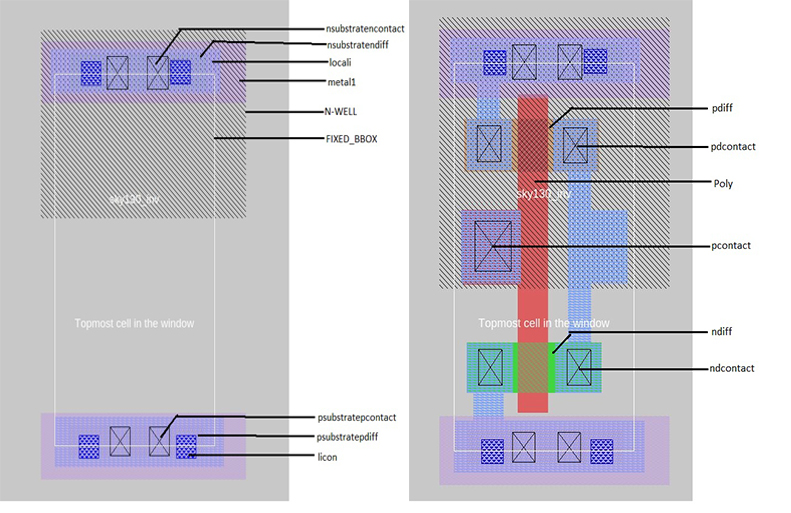 nsubstratencontact
nsubstratendiff
locali
metal1
N-WELL
FIXED_BBOX
sky130_inv
Topmost cell in the window
psubstratepcontact
psubstratepdiff
licon
pdiff
pdcontact
Poly
sky130_inv
pcontact
Topmost cell in the window
ndiff
ndcontact